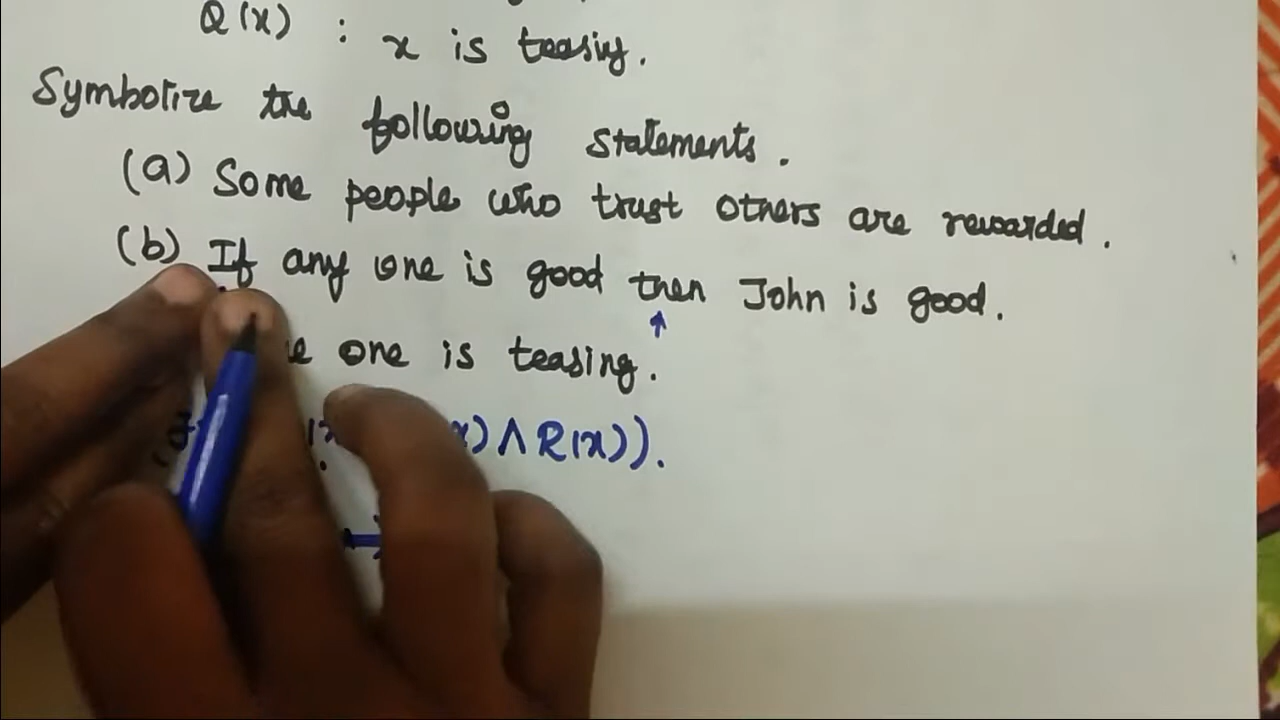 Q(x) : x is teasing.
Symbolize the following statements.
(a) Some people who trust others are rewarded.
(b) If any one is good then John is good.
one is teasing.
) ∧ R(x)).